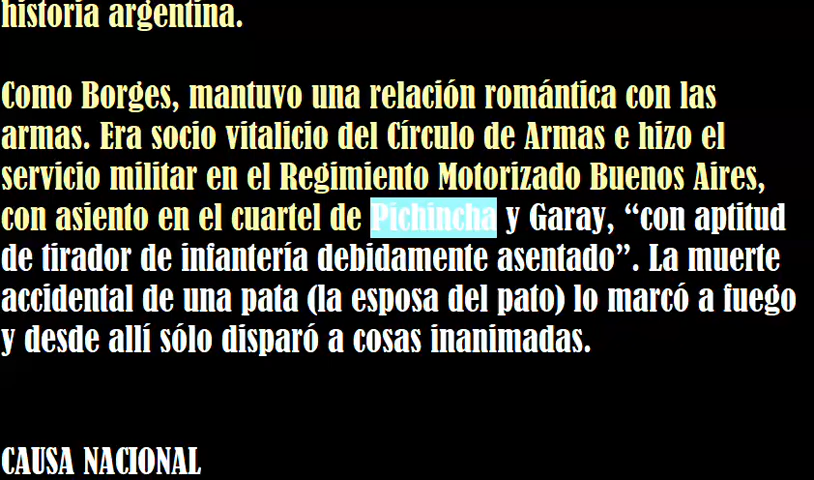 historia argentina.
Como Borges, mantuvo una relación romántica con las
armas. Era socio vitalicio del Círculo de Armas e hizo el
servicio militar en el Regimiento Motorizado Buenos Aires,
con asiento en el cuartel de Pichincha y Garay, “con aptitud
de tirador de infantería debidamente asentado”. La muerte
accidental de una pata (la esposa del pato) lo marcó a fuego
y desde allí sólo disparó a cosas inanimadas.
CAUSA NACIONAL